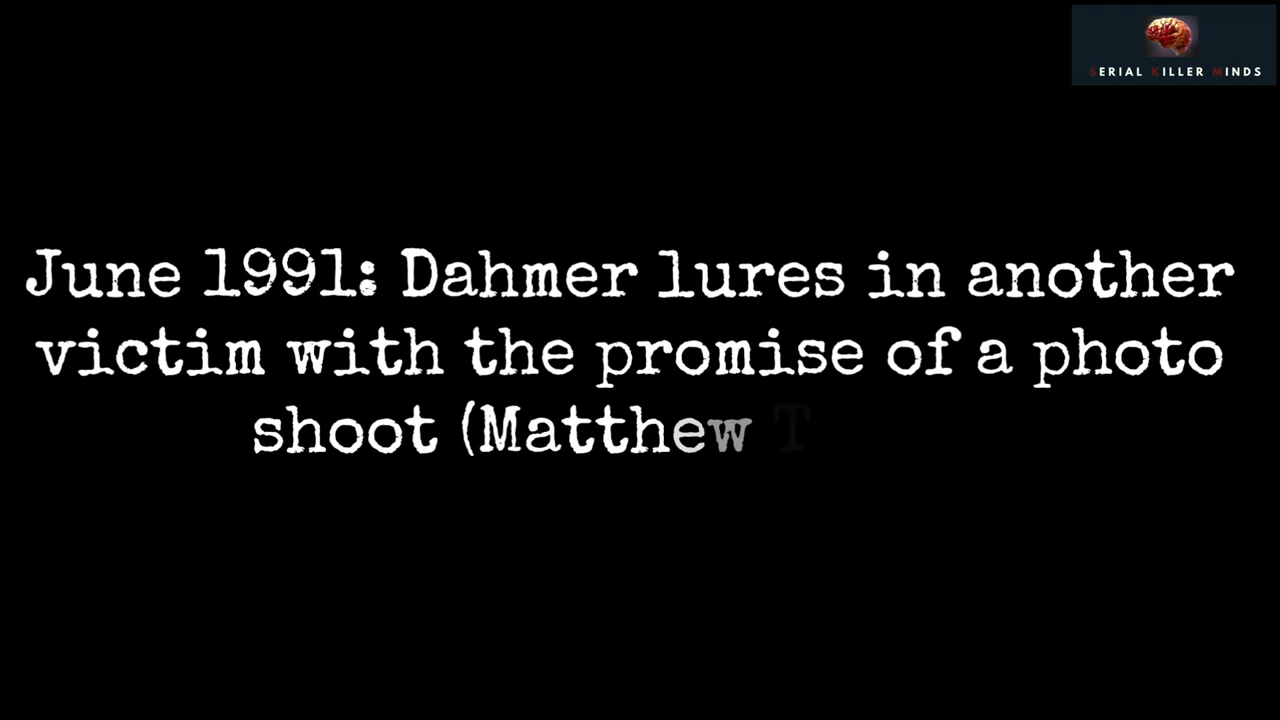 SERIAL KILLER MINDS
June 1991: Dahmer lures in another
victim with the promise of a photo
shoot (Matthew T